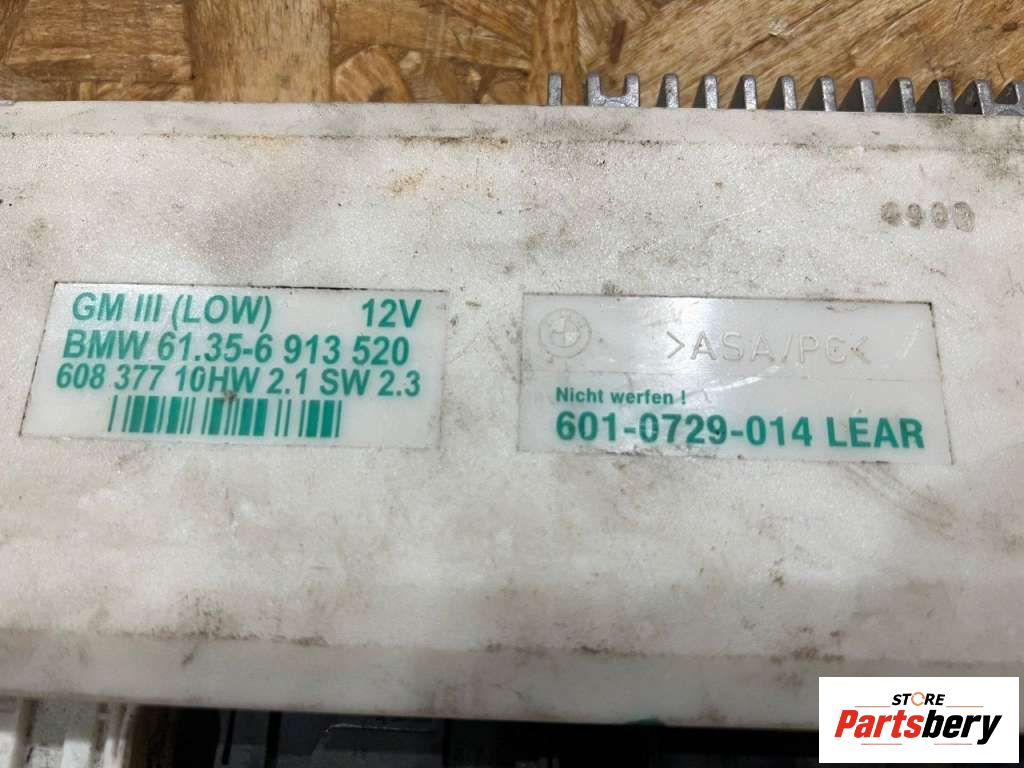 GM III (LOW) 12V
BMW 61.35-6 913 520
608 377 10HW 2.1 SW 2.3
>ASA/PC<
Nicht werfen !
601-0729-014 LEAR
STORE
Partsbery